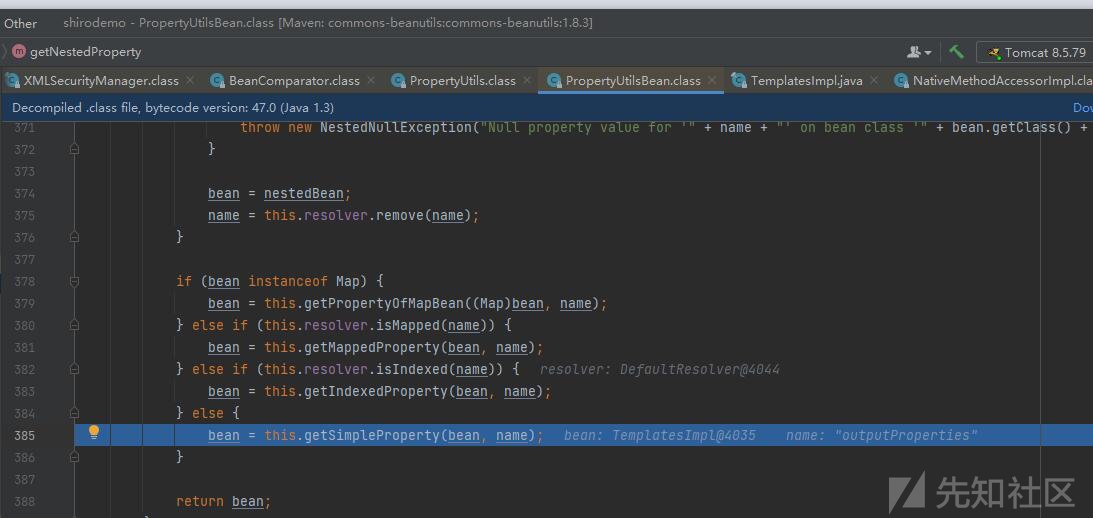 Other shirodemo - PropertyUtilsBean.class [Maven: commons-beanutils:commons-beanutils:1.8.3]
m getNestedProperty Tomcat 8.5.79
XMLSecurityManager.class BeanComparator.class PropertyUtils.class PropertyUtilsBean.class TemplatesImpl.java NativeMethodAccessorImpl.cla
Decompiled .class file, bytecode version: 47.0 (Java 1.3) Dov
371 throw new NestedNullException("Null property value for '" + name + "' on bean class '" + bean.getClass() +
372 }
373
374 bean = nestedBean;
375 name = this.resolver.remove(name);
376 }
377
378 if (bean instanceof Map) {
379 bean = this.getPropertyOfMapBean((Map)bean, name);
380 } else if (this.resolver.isMapped(name)) {
381 bean = this.getMappedProperty(bean, name);
382 } else if (this.resolver.isIndexed(name)) { resolver: DefaultResolver@4044
383 bean = this.getIndexedProperty(bean, name);
384 } else {
385 bean = this.getSimpleProperty(bean, name); bean: TemplatesImpl@4035 name: "outputProperties"
386 }
387
388 return bean;
先知社区